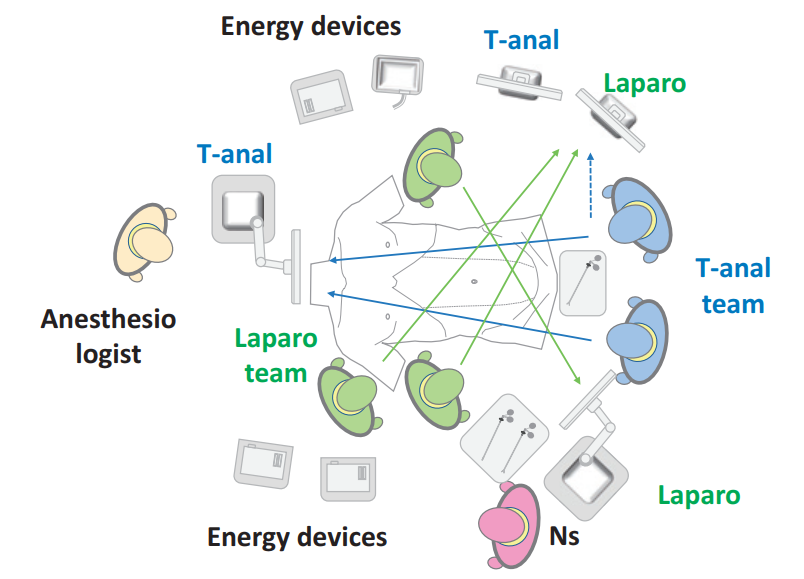 Energy devices
T-anal
Laparo
T-anal
T-anal
team
Anesthesio
logist
Laparo
team
Laparo
Energy devices
Ns